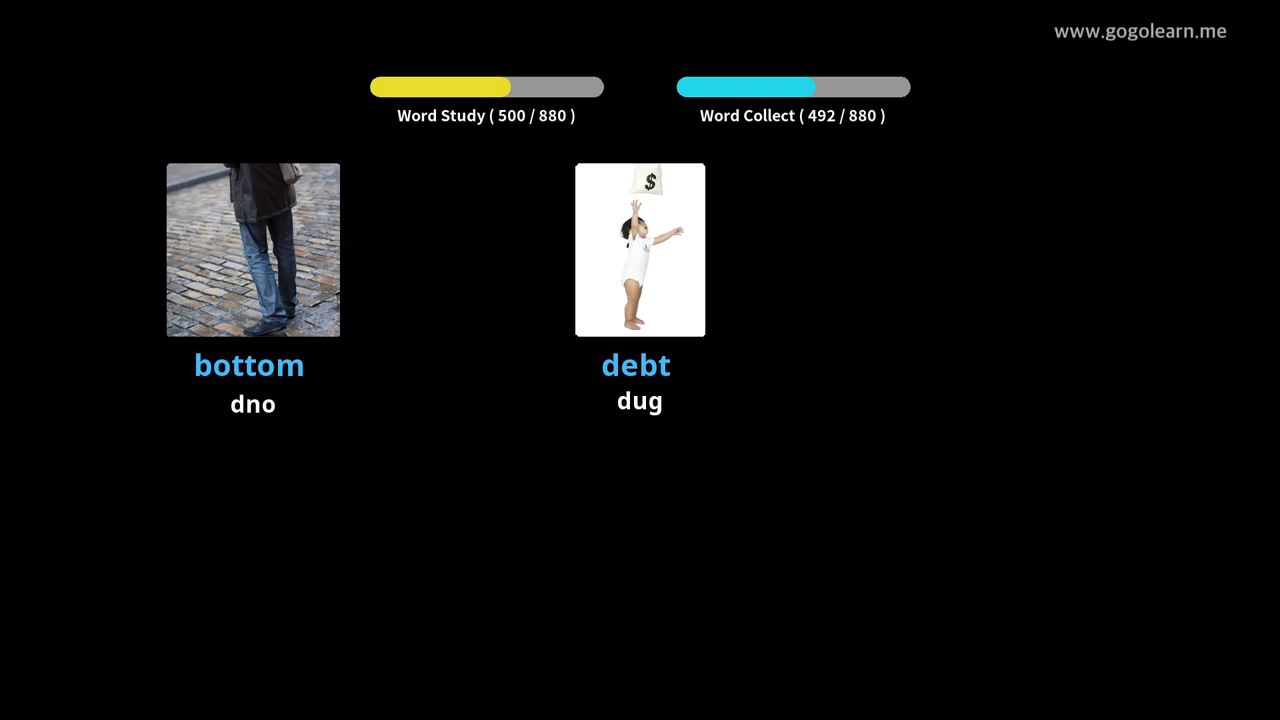 www.gogolearn.me
Word Study ( 500 / 880 )
Word Collect ( 492 / 880 )
$
bottom
dno
debt
dug